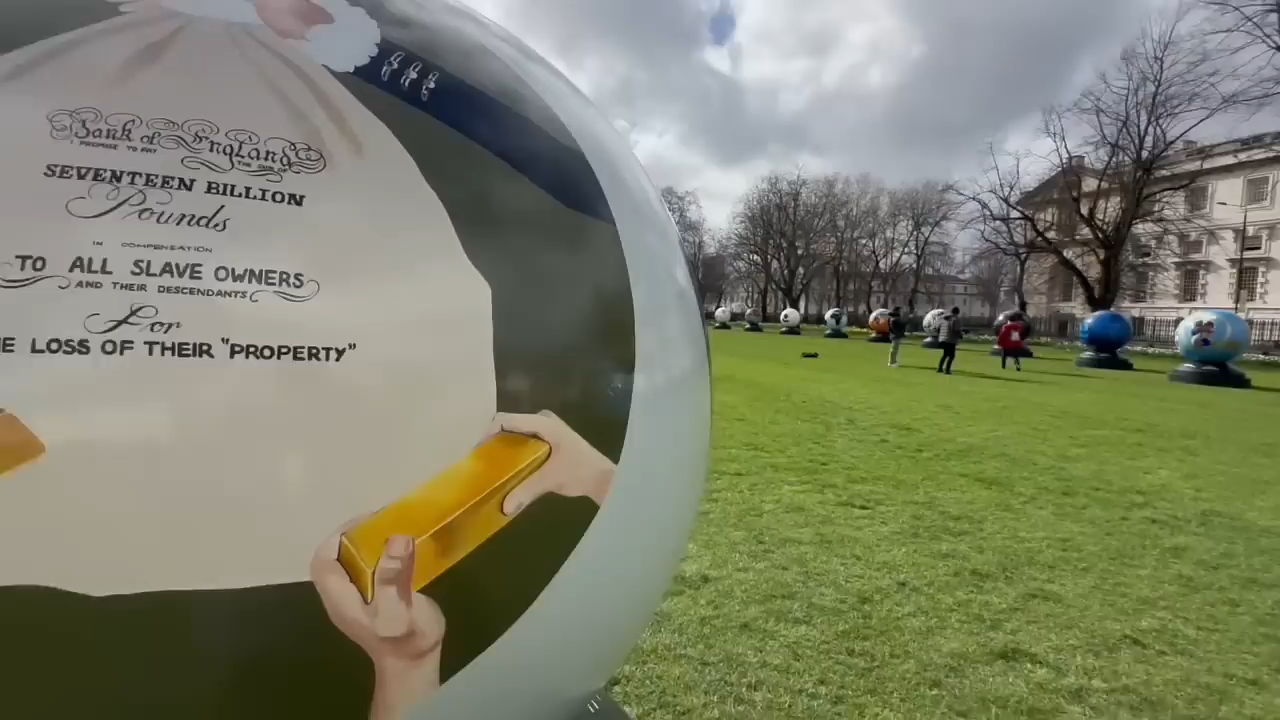 Bank of England
I PROMISE TO PAY THE SUM OF
SEVENTEEN BILLION
Pounds
IN COMPENSATION
TO ALL SLAVE OWNERS
AND THEIR DESCENDANTS
For
LOSS OF THEIR "PROPERTY"